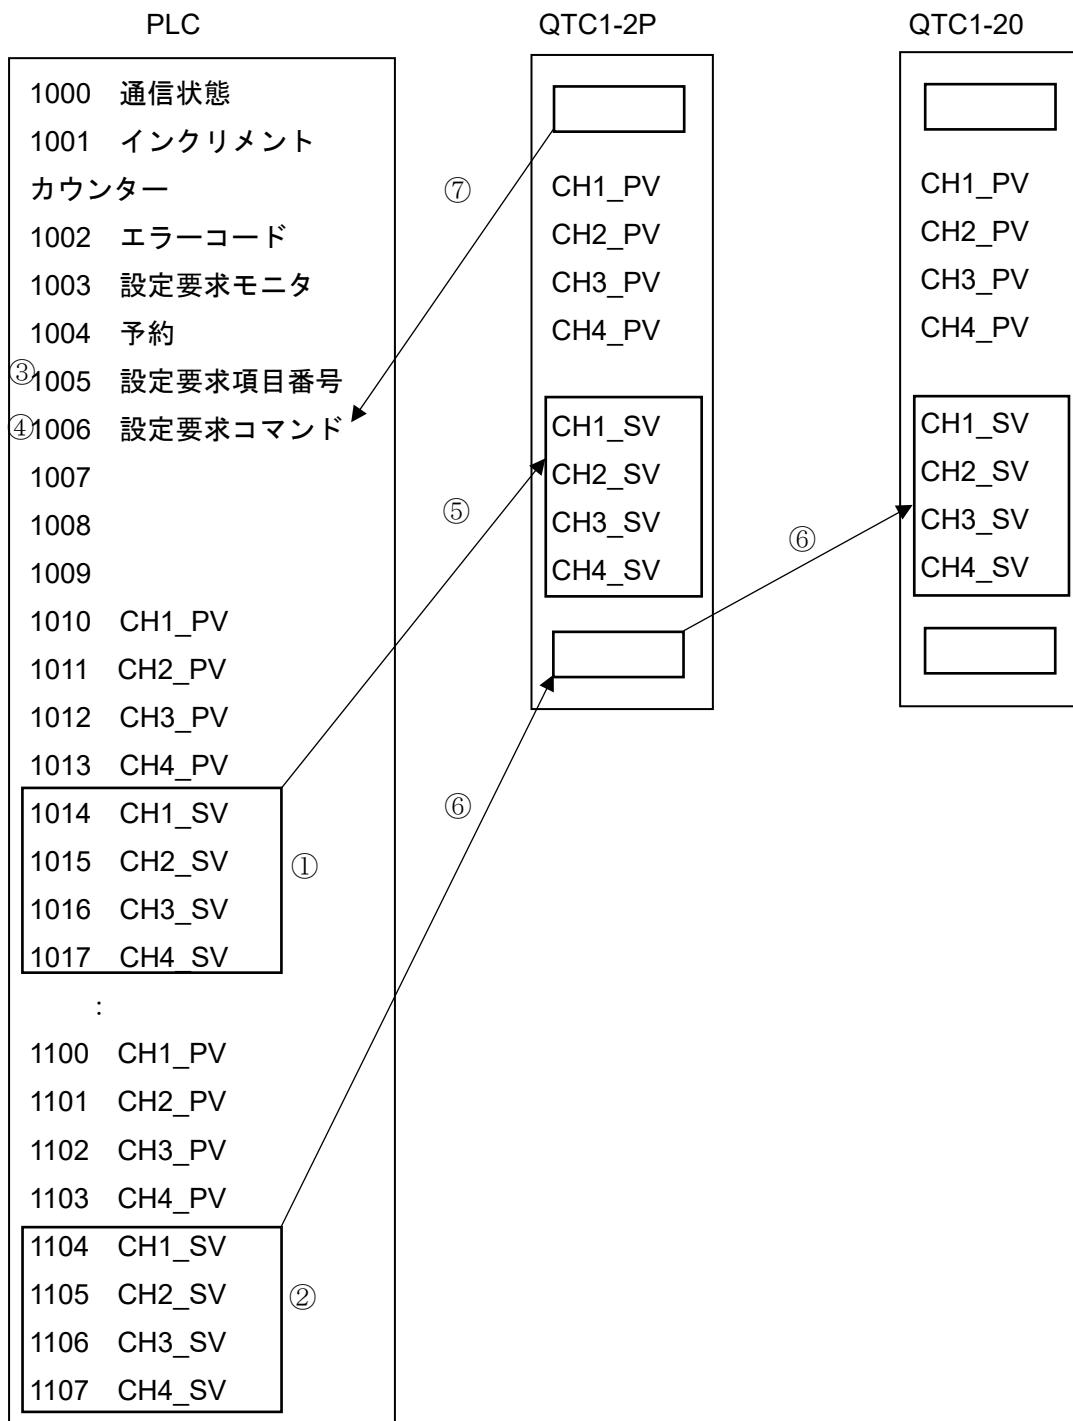 PLC
1000 通信状態
1001 インクリメント
カウンター
1002 エラーコード
1003 設定要求モニタ
1004 予約
③1005 設定要求項目番号
④1006 設定要求コマンド
1007
1008
1009
1010 CH1_PV
1011 CH2_PV
1012 CH3_PV
1013 CH4_PV
1014 CH1_SV
1015 CH2_SV
1016 CH3_SV
1017 CH4_SV
①
:
1100 CH1_PV
1101 CH2_PV
1102 CH3_PV
1103 CH4_PV
1104 CH1_SV
1105 CH2_SV
1106 CH3_SV
1107 CH4_SV
②
⑦
⑤
⑥
QTC1-2P
CH1_PV
CH2_PV
CH3_PV
CH4_PV
CH1_SV
CH2_SV
CH3_SV
CH4_SV
⑥
QTC1-20
CH1_PV
CH2_PV
CH3_PV
CH4_PV
CH1_SV
CH2_SV
CH3_SV
CH4_SV